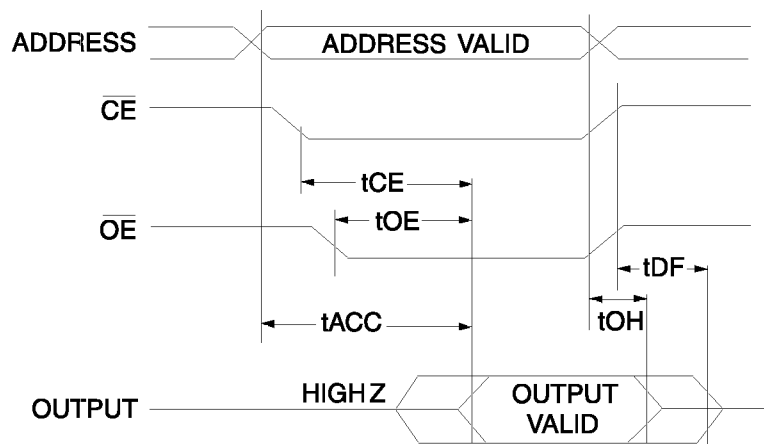 ADDRESS
ADDRESS VALID
CE
tCE
tOE
OE
tDF
tACC
tOH
HIGH Z
OUTPUT
OUTPUT
VALID